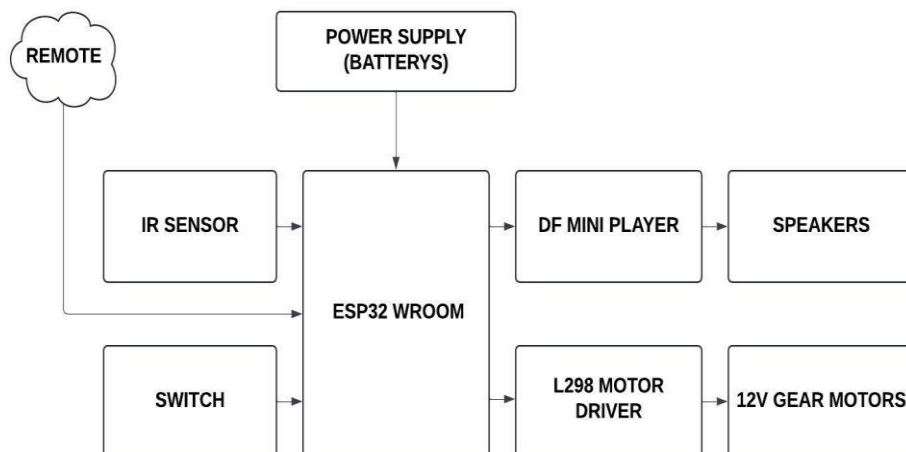 REMOTE
POWER SUPPLY
(BATTERYS)
IR SENSOR
DF MINI PLAYER
SPEAKERS
ESP32 WROOM
SWITCH
L298 MOTOR
DRIVER
12V GEAR MOTORS